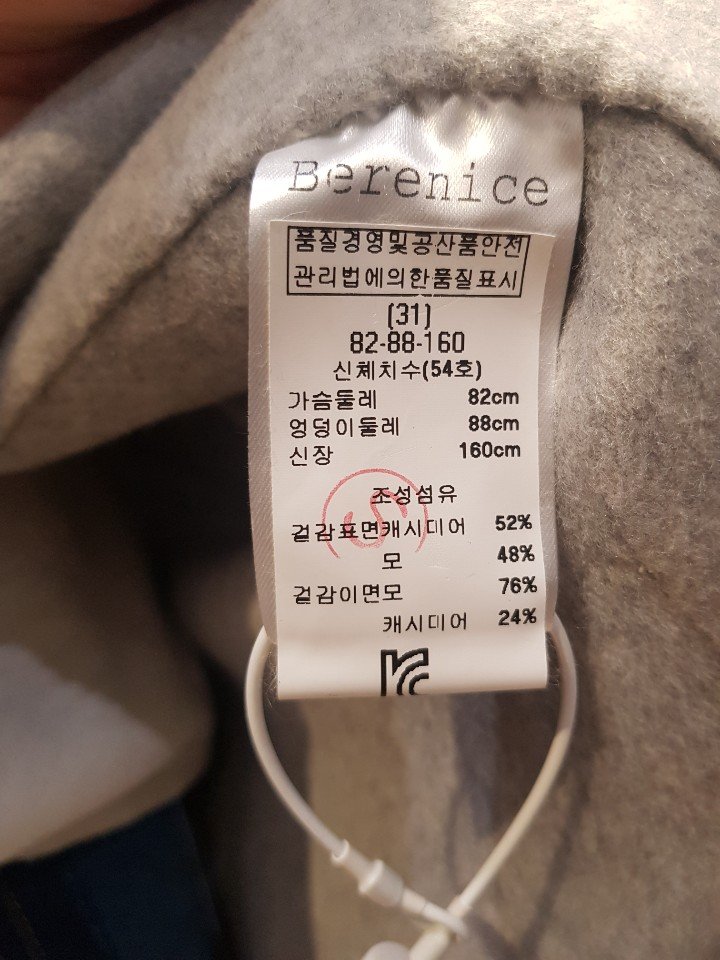 Berenice
품질경영및공산품안전
관리법에의한품질표시
(31)
82-88-160
신체치수(54호)
가슴둘레 82cm
엉덩이둘레 88cm
신장 160cm
조성섬유
겉감표면캐시미어 52%
모 48%
겉감이면모 76%
캐시미어 24%